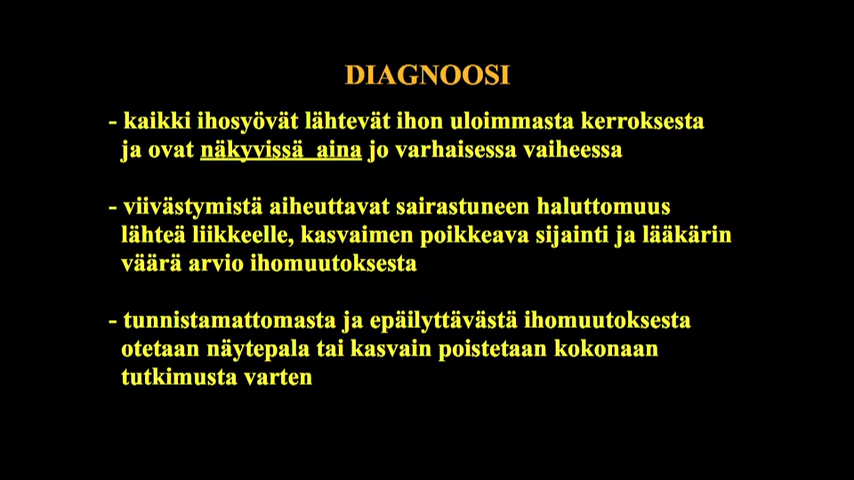 DIAGNOOSI
- kaikki ihosyövät lähtevät ihon uloimmasta kerroksesta
ja ovat näkyvissä aina jo varhaisessa vaiheessa
- viivästymistä aiheuttavat sairastuneen haluttomuus
lähteä liikkeelle, kasvaimen poikkeava sijainti ja lääkärin
väärä arvio ihomuutoksesta
- tunnistamattomasta ja epäilyttävästä ihomuutoksesta
otetaan näytepala tai kasvain poistetaan kokonaan
tutkimusta varten